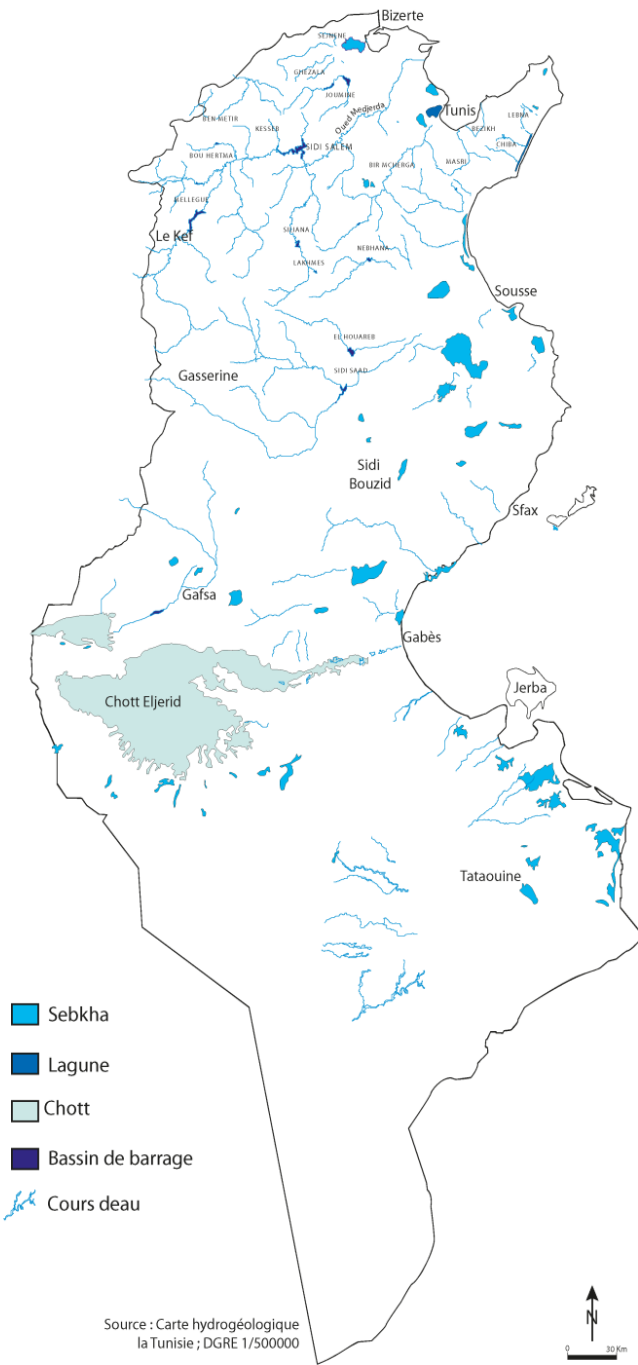 Bizerte
SEJNENE
GHEZALA
JOUMINE
Oued Medjerda
Tunis
BEN METIR
KESSEB
LEBNA
BEZIKH
CHIBA
SIDI SALEM
BOU HERTMA
BIR MCHERGA
MASRI
MELLEGUE
Le Kef
SILIANA
NEBHANA
LAKHMES
Sousse
EL HOUAREB
SIDI SAAD
Gasserine
Sidi
Bouzid
Sfax
Gafsa
Gabès
Jerba
Chott Eljerid
Tataouine
Sebkha
Lagune
Chott
Bassin de barrage
Cours deau
Source : Carte hydrogéologique
la Tunisie ; DGRE 1/500000
N
0 30 Km